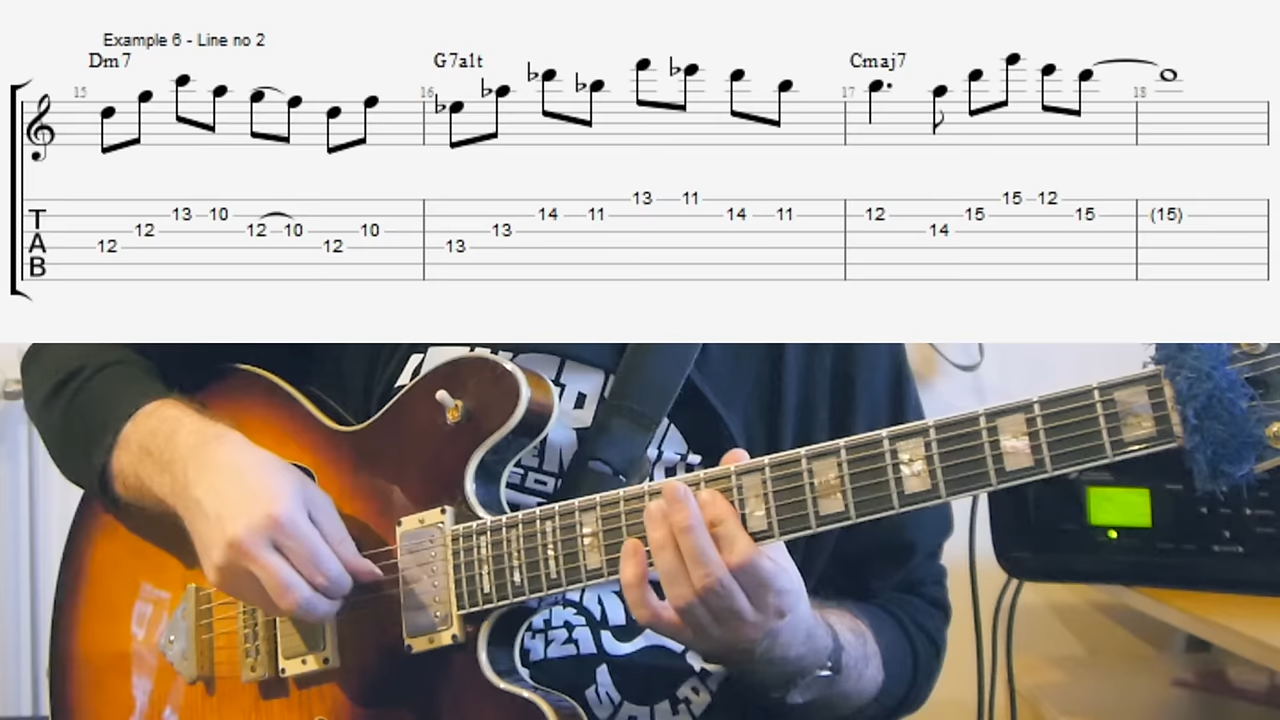 Example 6 - Line no 2
Dm7 G7alt Cmaj7
15 16 17 18
13 11 15 12
T 13 10 14 11 14 11 12 15 15 (15)
12 12 10 10 13 14
A 12 12 13
B